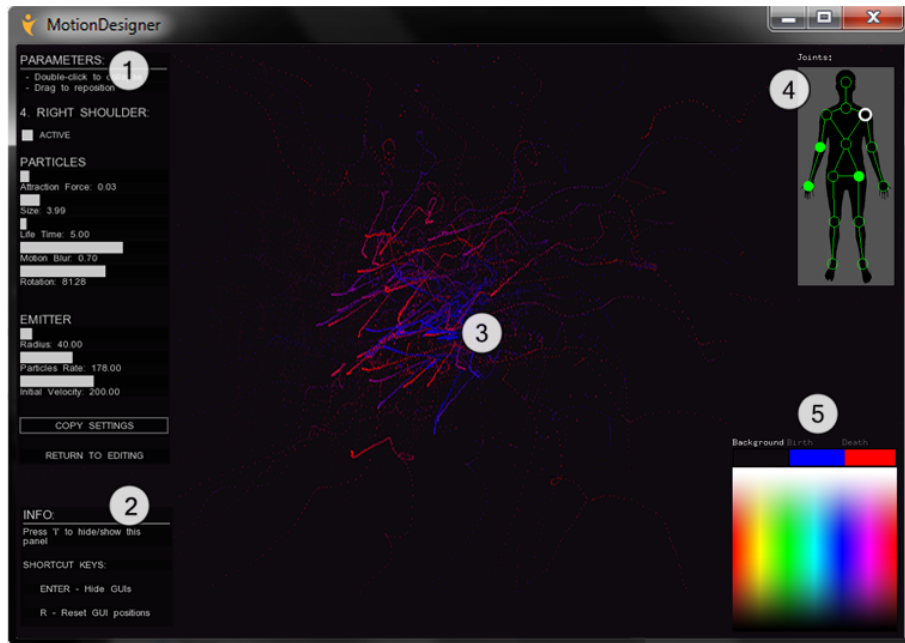 MotionDesigner
PARAMETERS:
1
- Double-click to
- Drag to reposition
4. RIGHT SHOULDER:
ACTIVE
PARTICLES
Attraction Force: 0.03
Size: 3.99
Life Time: 5.00
Motion Blur: 0.70
Rotation: 81.28
EMITTER
Radius: 40.00
Particles Rate: 178.00
Initial Velocity: 200.00
COPY SETTINGS
RETURN TO EDITING
2
INFO:
Press 'I' to hide/show this
panel
SHORTCUT KEYS:
ENTER - Hide GUIs
R - Reset GUI positions
3
Joints:
4
5
Background Birth Death